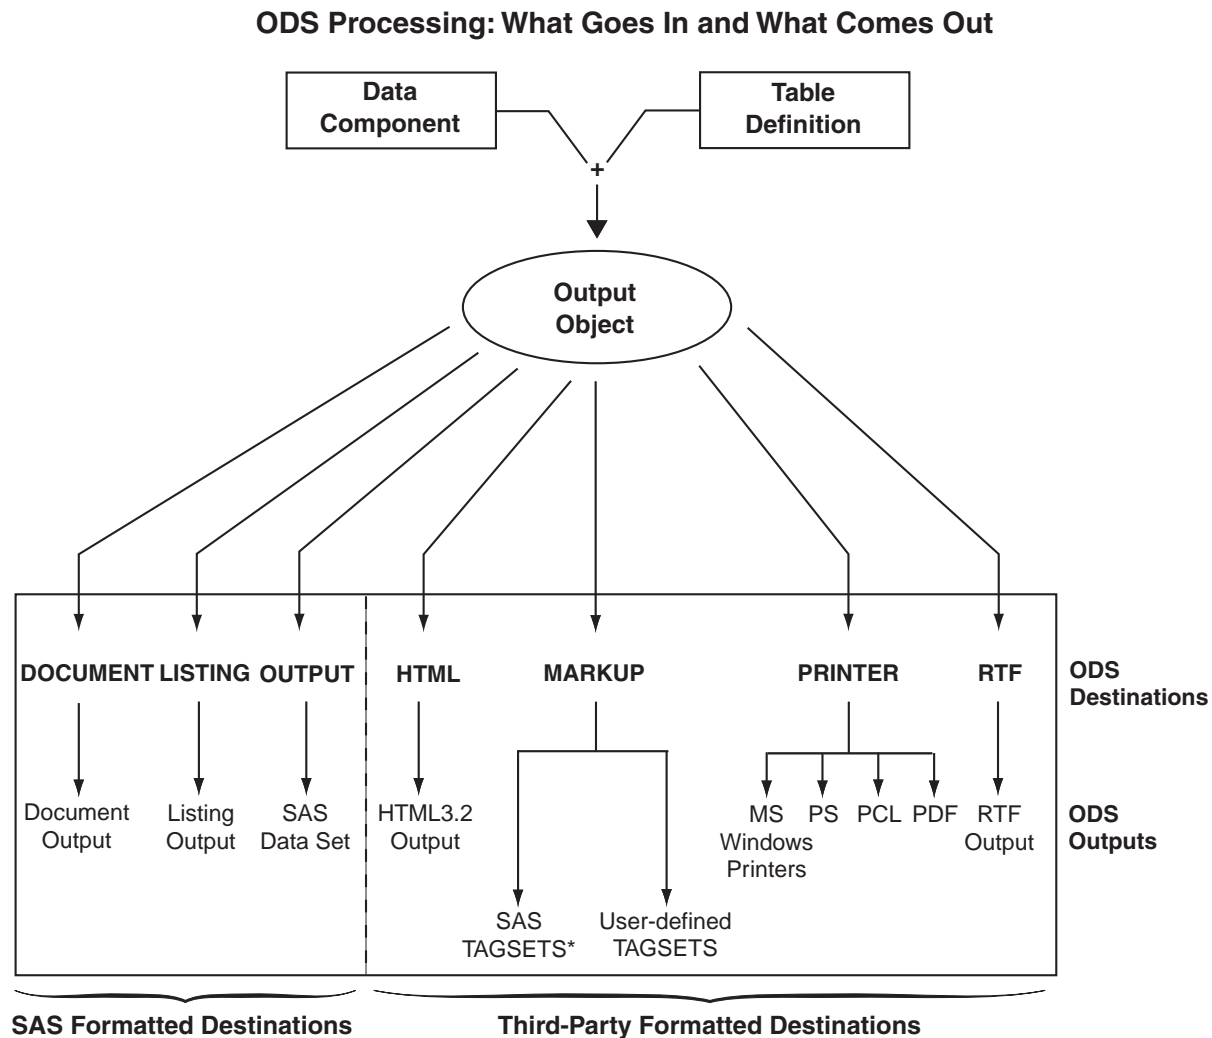 ODS Processing: What Goes In and What Comes Out
Data
Component
Table
Definition
+
Output
Object
DOCUMENT LISTING OUTPUT HTML MARKUP PRINTER RTF
ODS
Destinations
Document
Output
Listing
Output
SAS
Data Set
HTML3.2
Output
MS
Windows
Printers
PS
PCL
PDF
RTF
Output
ODS
Outputs
SAS
TAGSETS*
User-defined
TAGSETS
SAS Formatted Destinations
Third-Party Formatted Destinations